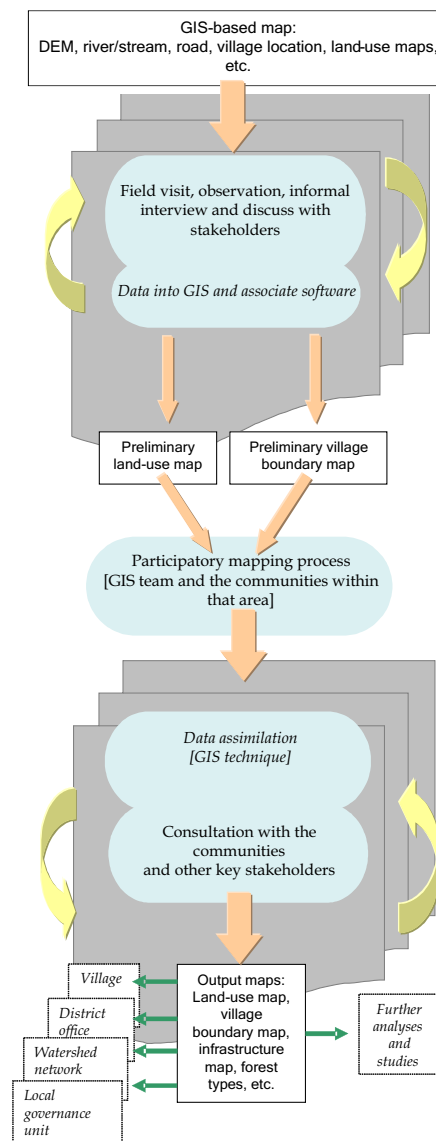 GIS-based map:
DEM, river/stream, road, village location, land-use maps,
etc.
Field visit, observation, informal
interview and discuss with
stakeholders
Data into GIS and associate software
Preliminary
land-use map
Preliminary village
boundary map
Participatory mapping process
[GIS team and the communities within
that area]
Data assimilation
[GIS technique]
Consultation with the
communities
and other key stakeholders
Village
District
office
Watershed
network
Local
governance
unit
Output maps:
Land-use map,
village
boundary map,
infrastructure
map, forest
types, etc.
Further
analyses
and
studies